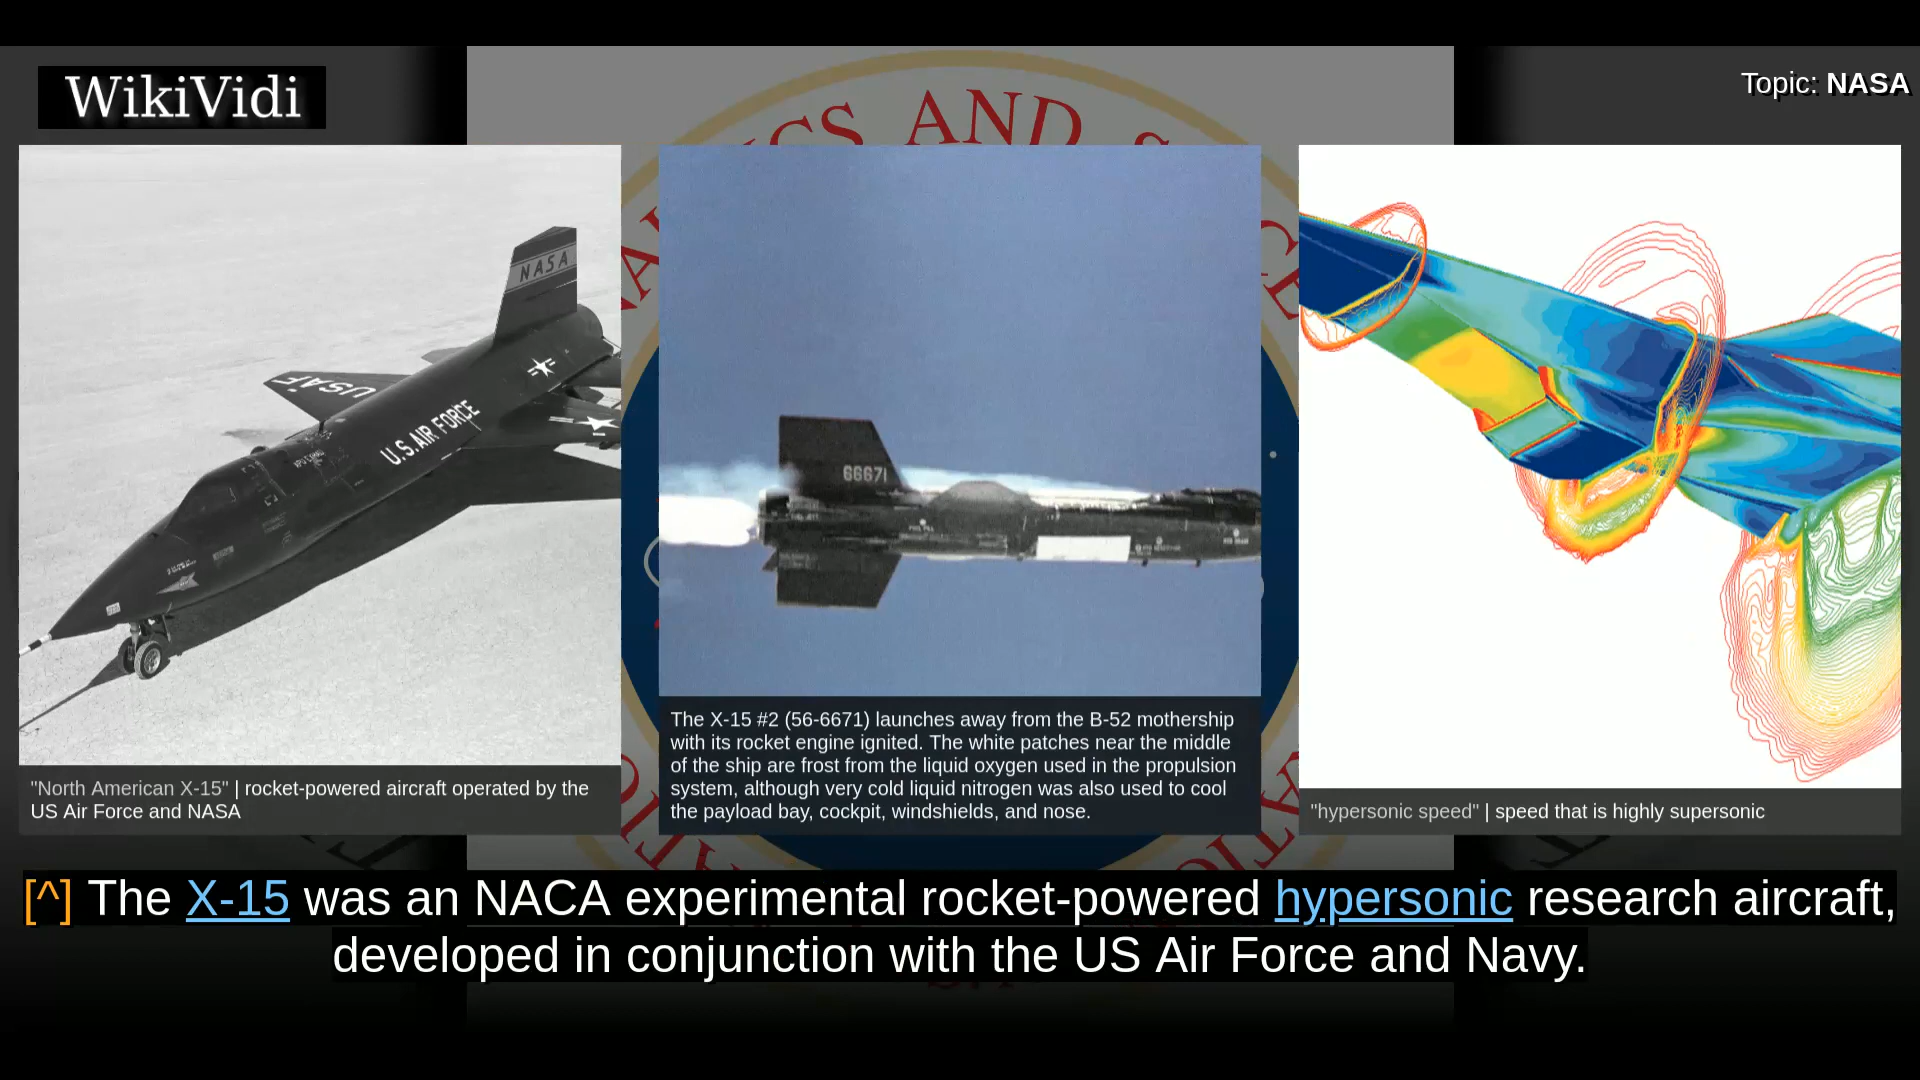 WikiVidi
Topic: NASA
CS AND &
NASA
USAF
U.S. AIR FORCE
66671
"North American X-15" | rocket-powered aircraft operated by the
US Air Force and NASA
The X-15 #2 (56-6671) launches away from the B-52 mothership
with its rocket engine ignited. The white patches near the middle
of the ship are frost from the liquid oxygen used in the propulsion
system, although very cold liquid nitrogen was also used to cool
the payload bay, cockpit, windshields, and nose.
"hypersonic speed" | speed that is highly supersonic
[^] The X-15 was an NACA experimental rocket-powered hypersonic research aircraft,
developed in conjunction with the US Air Force and Navy.